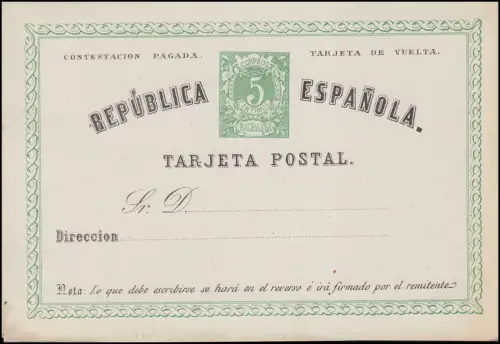 CONTESTACION PAGADA.
TARJETA DE VUELTA.
CORREOS
5
CENTIMOS
REPÚBLICA ESPAÑOLA.
TARJETA POSTAL.
Sr. D.
Direccion
Nota: Lo que debe escribirse se hará en el reverso é irá firmado por el remitente